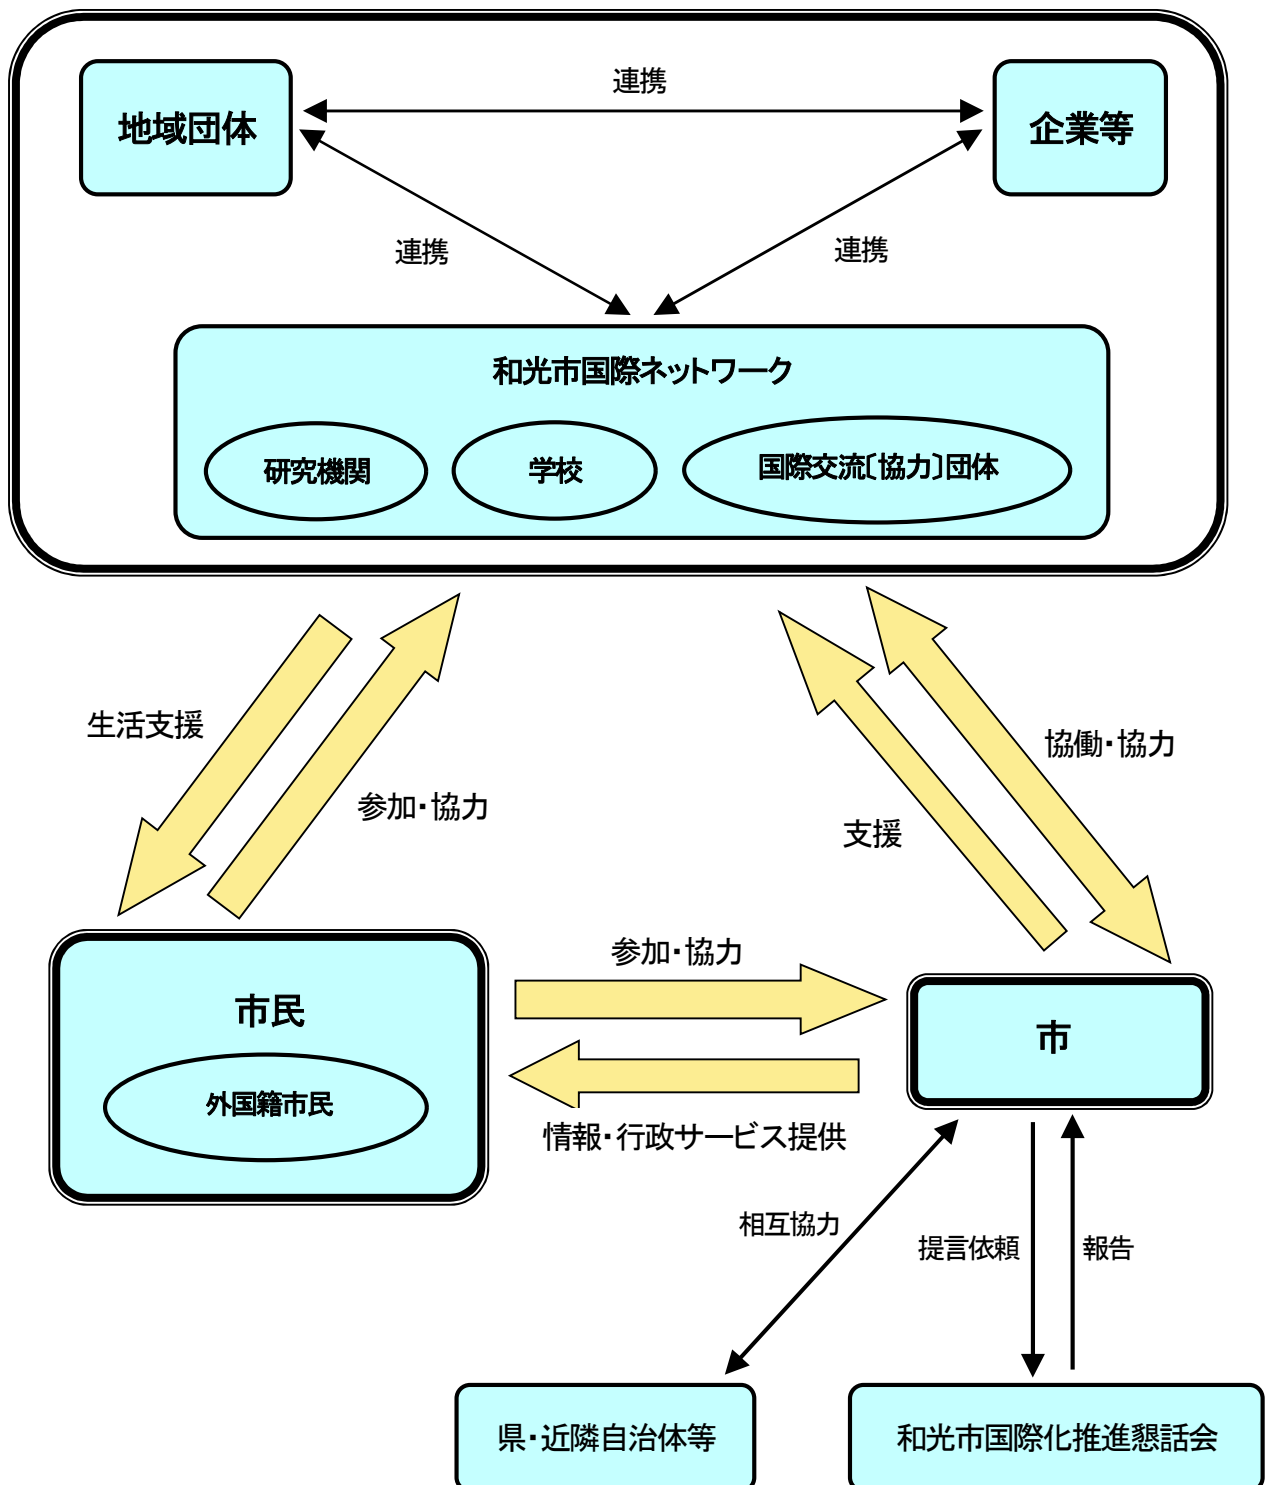 連携
地域団体
企業等
連携
連携
和光市国際ネットワーク
研究機関
学校
国際交流〔協力〕団体
生活支援
参加・協力
協働・協力
支援
市民
外国籍市民
参加・協力
市
情報・行政サービス提供
相互協力
提言依頼
報告
県・近隣自治体等
和光市国際化推進懇話会